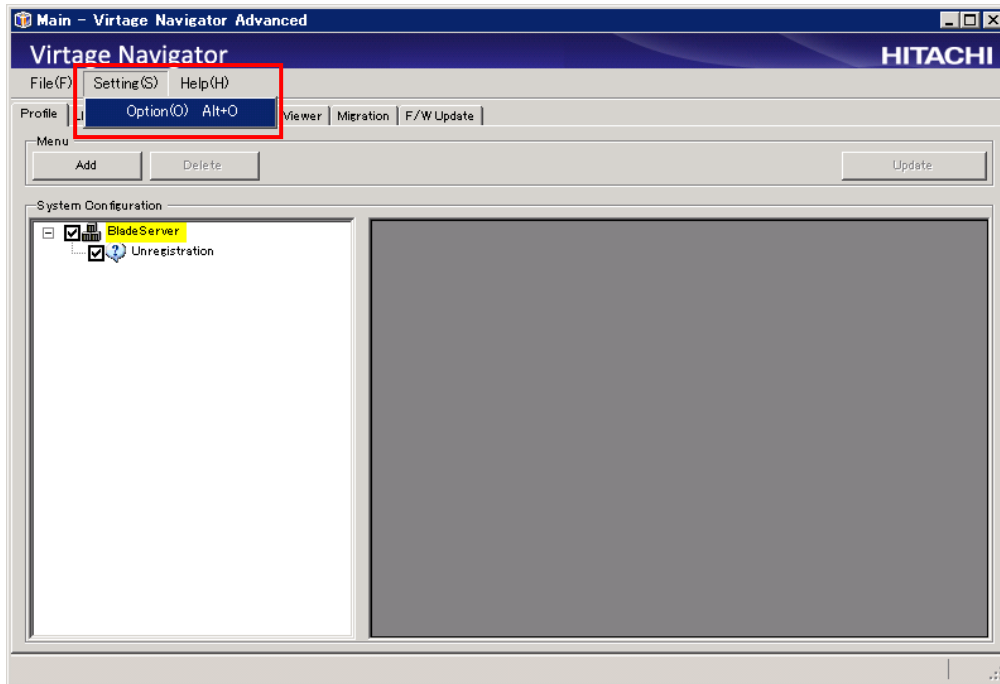 Main - Virtage Navigator Advanced
Virtage Navigator
HITACHI
File(F) Setting(S) Help(H)
Option(O) Alt+O
Profile Viewer Migration F/W Update
Menu
Add Delete Update
System Configuration
BladeServer
Unregistration